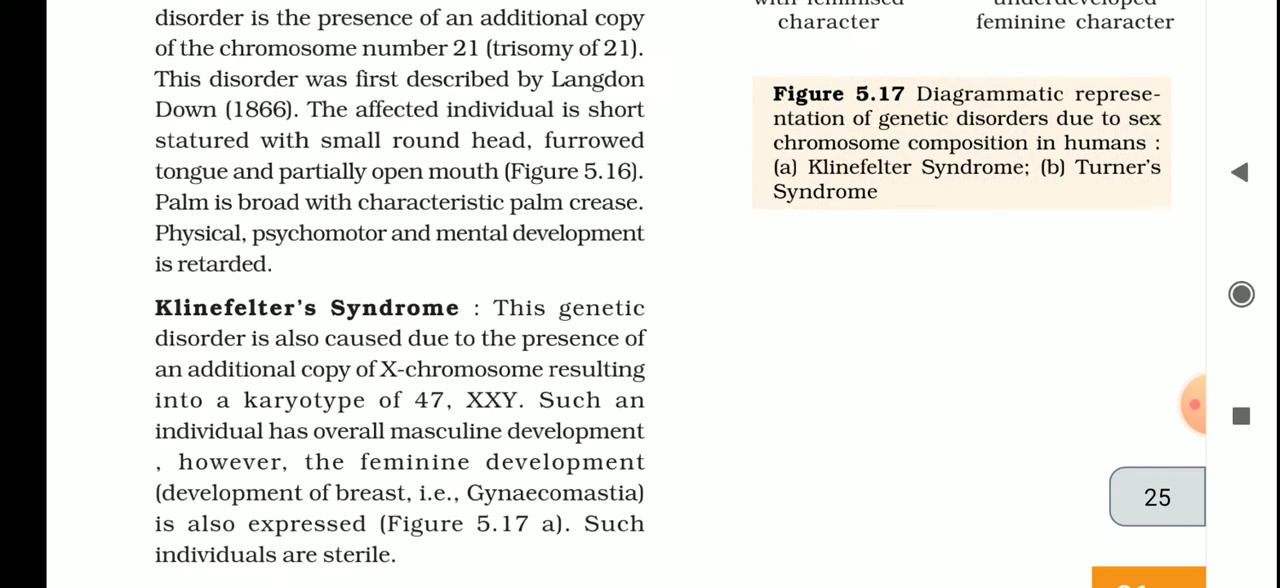 disorder is the presence of an additional copy
of the chromosome number 21 (trisomy of 21).
This disorder was first described by Langdon
Down (1866). The affected individual is short
statured with small round head, furrowed
tongue and partially open mouth (Figure 5.16).
Palm is broad with characteristic palm crease.
Physical, psychomotor and mental development
is retarded.
Klinefelter's Syndrome : This genetic
disorder is also caused due to the presence of
an additional copy of X-chromosome resulting
into a karyotype of 47, XXY. Such an
individual has overall masculine development
, however, the feminine development
(development of breast, i.e., Gynaecomastia)
is also expressed (Figure 5.17 a). Such
individuals are sterile.
with feminised
character
underdeveloped
feminine character
Figure 5.17 Diagrammatic represe-
ntation of genetic disorders due to sex
chromosome composition in humans :
(a) Klinefelter Syndrome; (b) Turner's
Syndrome
25